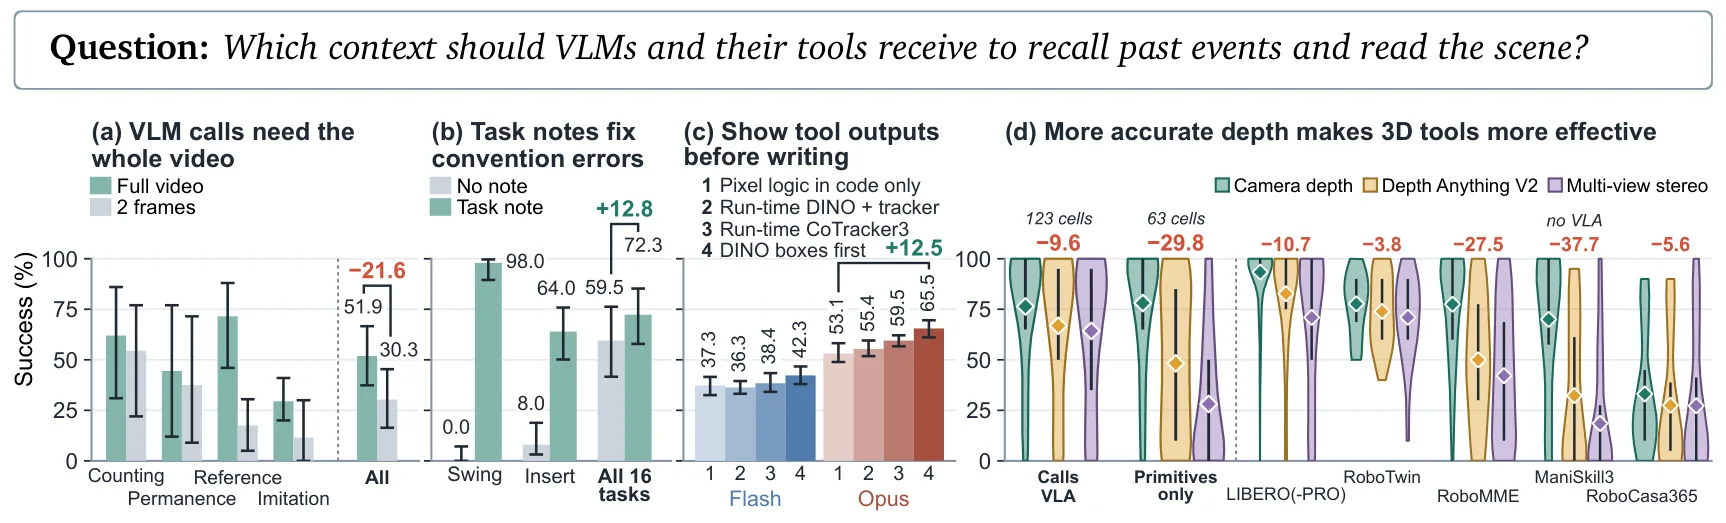 Question: Which context should VLMs and their tools receive to recall past events and read the scene?
(a) VLM calls need the
whole video
Full video
2 frames
Success (%)
100
75
50
25
0
−21.6
51.9
30.3
Counting
Permanence
Reference
Imitation
All
(b) Task notes fix
convention errors
No note
Task note
+12.8
72.3
98.0
64.0
59.5
0.0
8.0
Swing
Insert
All 16
tasks
(c) Show tool outputs
before writing
1 Pixel logic in code only
2 Run-time DINO + tracker
3 Run-time CoTracker3
4 DINO boxes first
+12.5
37.3
36.3
38.4
42.3
53.1
55.4
59.5
65.5
1 2 3 4 1 2 3 4
Flash
Opus
(d) More accurate depth makes 3D tools more effective
Camera depth
Depth Anything V2
Multi-view stereo
123 cells
63 cells
no VLA
−9.6
−29.8
−10.7
−3.8
−27.5
−37.7
−5.6
100
75
50
25
0
Calls
VLA
Primitives
only
LIBERO(-PRO)
RoboTwin
RoboMME
ManiSkill3
RoboCasa365